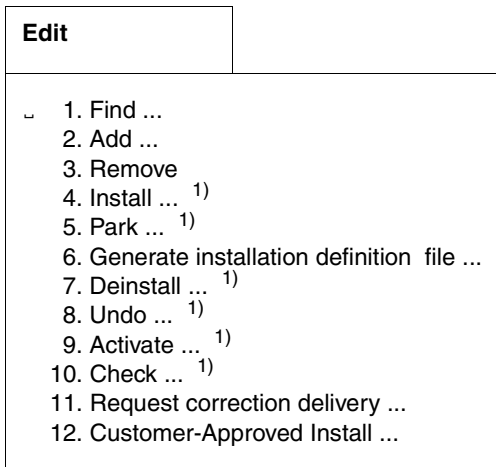 Edit
␣ 1. Find ...
2. Add ...
3. Remove
4. Install ... 1)
5. Park ... 1)
6. Generate installation definition file ...
7. Deinstall ... 1)
8. Undo ... 1)
9. Activate ... 1)
10. Check ... 1)
11. Request correction delivery ...
12. Customer-Approved Install ...